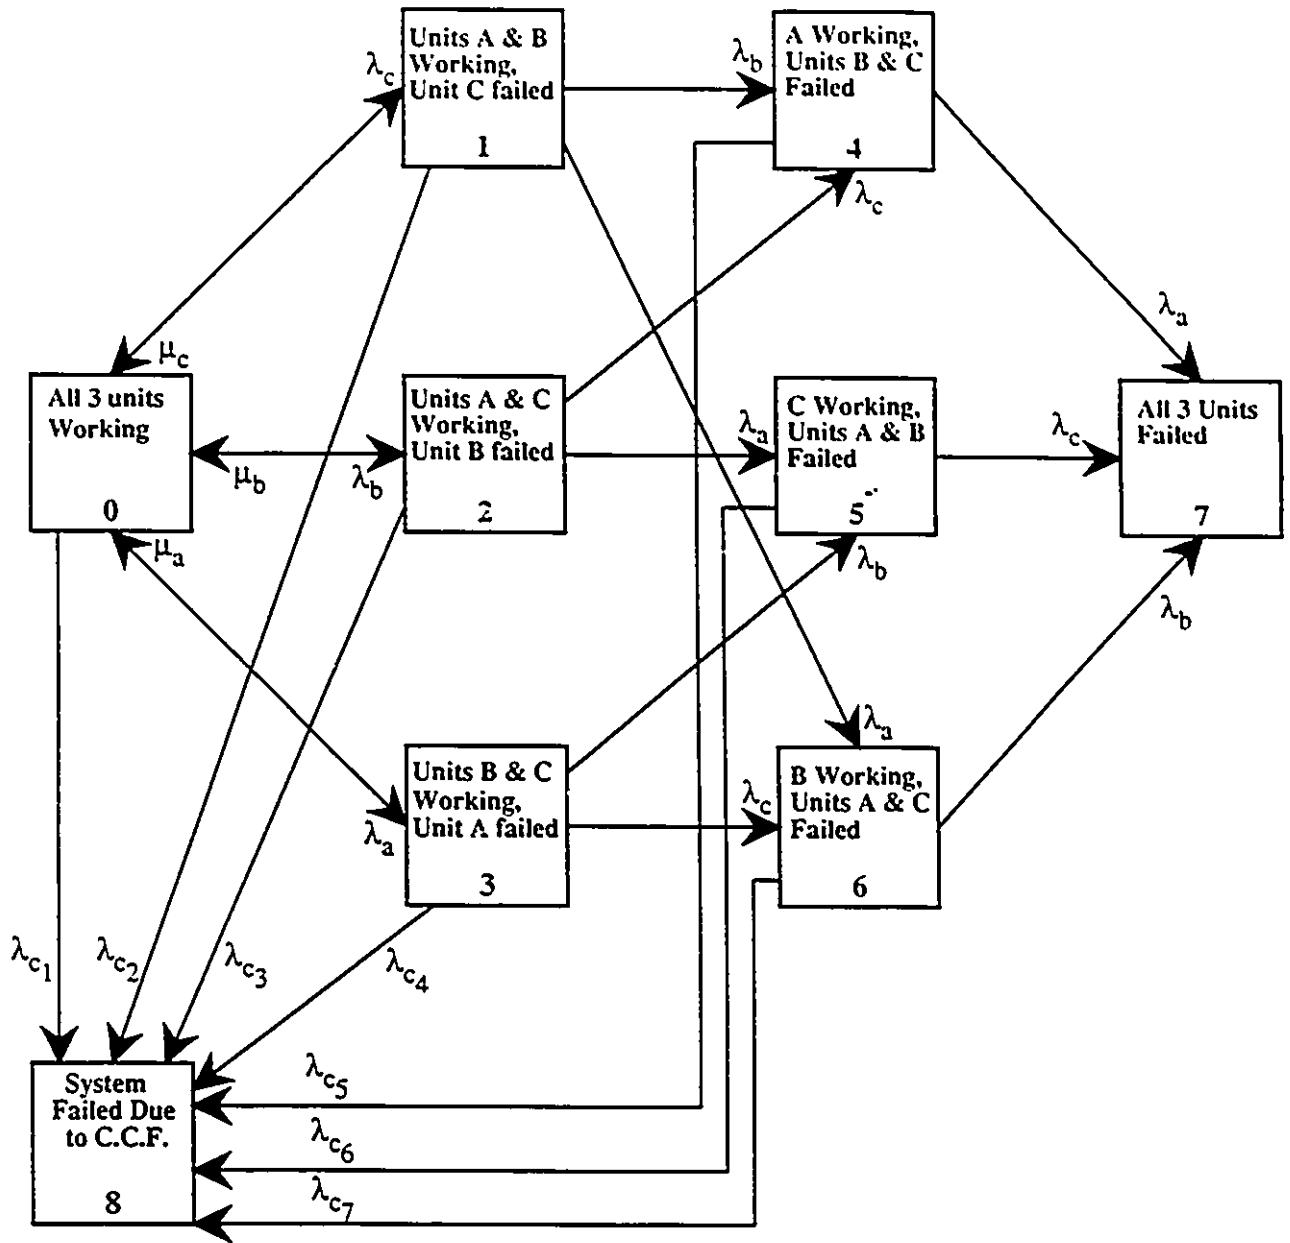 Units A & B
Working,
Unit C failed
1
A Working,
Units B & C
Failed
4
λc
λb
λc
λa
μc
All 3 units
Working
0
μb
λb
Units A & C
Working,
Unit B failed
2
λa
C Working,
Units A & B
Failed
5
λc
All 3 Units
Failed
7
μa
λb
λb
λa
Units B & C
Working,
Unit A failed
3
λa
λc
B Working,
Units A & C
Failed
6
λc1
λc2
λc3
λc4
System
Failed Due
to C.C.F.
8
λc5
λc6
λc7